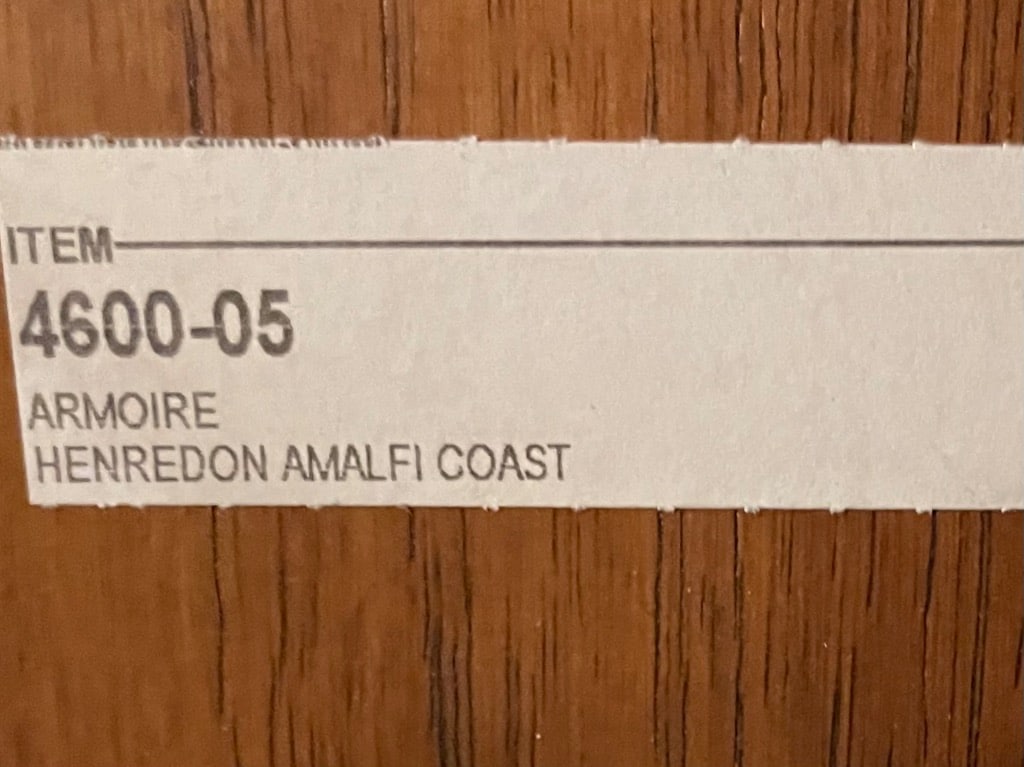 ITEM
4600-05
ARMOIRE
HENREDON AMALFI COAST